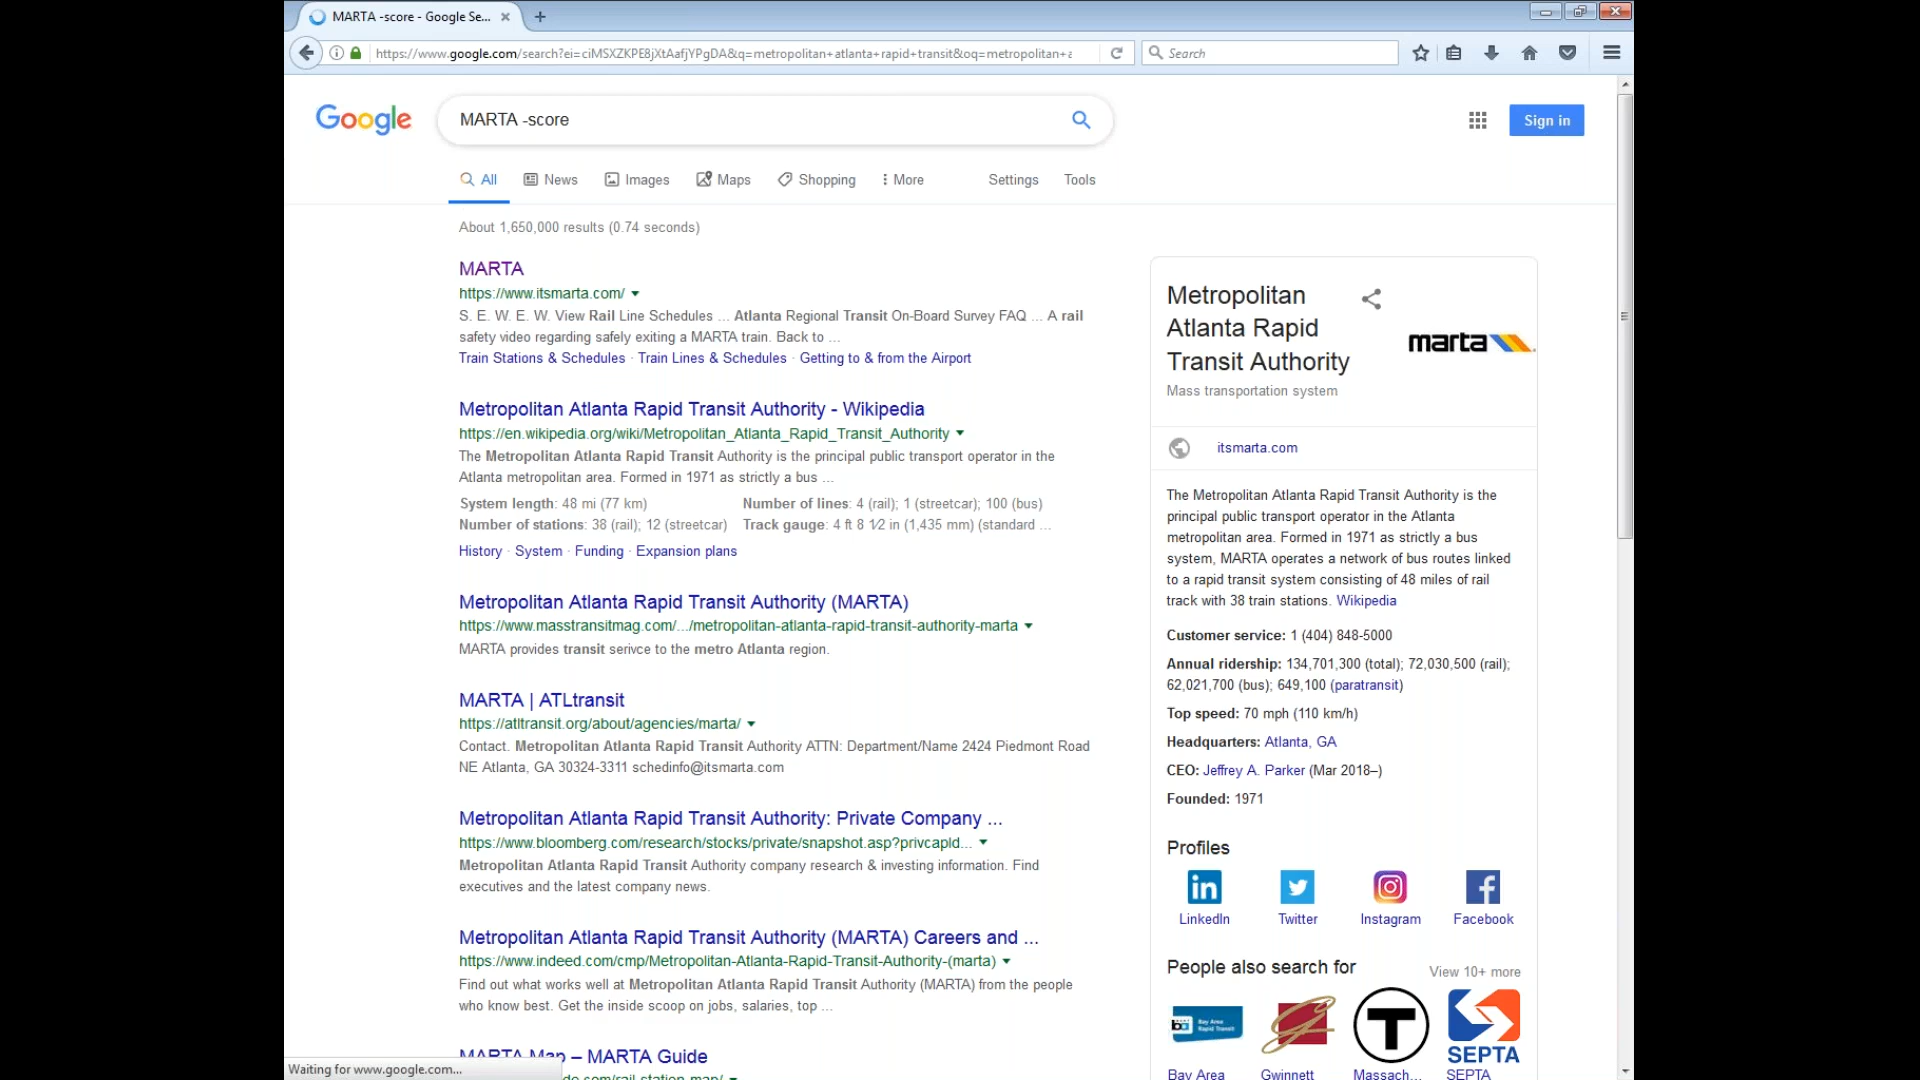 MARTA -score - Google Se...
https://www.google.com/search?ei=ciMSXZKPE8jXtAafjYPgDA&q=metropolitan+atlanta+rapid+transit&oq=metropolitan+a
Search
Google
MARTA -score
Sign in
All
News
Images
Maps
Shopping
More
Settings
Tools
About 1,650,000 results (0.74 seconds)
MARTA
https://www.itsmarta.com/
S. E. W. E. W. View Rail Line Schedules ... Atlanta Regional Transit On-Board Survey FAQ ... A rail
safety video regarding safely exiting a MARTA train. Back to ...
Train Stations & Schedules · Train Lines & Schedules · Getting to & from the Airport
Metropolitan Atlanta Rapid Transit Authority - Wikipedia
https://en.wikipedia.org/wiki/Metropolitan_Atlanta_Rapid_Transit_Authority
The Metropolitan Atlanta Rapid Transit Authority is the principal public transport operator in the
Atlanta metropolitan area. Formed in 1971 as strictly a bus ...
System length: 48 mi (77 km) Number of lines: 4 (rail); 1 (streetcar); 100 (bus)
Number of stations: 38 (rail); 12 (streetcar) Track gauge: 4 ft 8 1⁄2 in (1,435 mm) (standard ...
History · System · Funding · Expansion plans
Metropolitan Atlanta Rapid Transit Authority (MARTA)
https://www.masstransitmag.com/.../metropolitan-atlanta-rapid-transit-authority-marta
MARTA provides transit serivce to the metro Atlanta region.
MARTA | ATLtransit
https://atltransit.org/about/agencies/marta/
Contact. Metropolitan Atlanta Rapid Transit Authority ATTN: Department/Name 2424 Piedmont Road
NE Atlanta, GA 30324-3311 schedinfo@itsmarta.com
Metropolitan Atlanta Rapid Transit Authority: Private Company ...
https://www.bloomberg.com/research/stocks/private/snapshot.asp?privcapId...
Metropolitan Atlanta Rapid Transit Authority company research & investing information. Find
executives and the latest company news.
Metropolitan Atlanta Rapid Transit Authority (MARTA) Careers and ...
https://www.indeed.com/cmp/Metropolitan-Atlanta-Rapid-Transit-Authority-(marta)
Find out what works well at Metropolitan Atlanta Rapid Transit Authority (MARTA) from the people
who know best. Get the inside scoop on jobs, salaries, top ...
MARTA Map – MARTA Guide
de.com/rail-station-map/
Waiting for www.google.com...
Metropolitan
Atlanta Rapid
Transit Authority
Mass transportation system
marta
itsmarta.com
The Metropolitan Atlanta Rapid Transit Authority is the
principal public transport operator in the Atlanta
metropolitan area. Formed in 1971 as strictly a bus
system, MARTA operates a network of bus routes linked
to a rapid transit system consisting of 48 miles of rail
track with 38 train stations. Wikipedia
Customer service: 1 (404) 848-5000
Annual ridership: 134,701,300 (total); 72,030,500 (rail);
62,021,700 (bus); 649,100 (paratransit)
Top speed: 70 mph (110 km/h)
Headquarters: Atlanta, GA
CEO: Jeffrey A. Parker (Mar 2018–)
Founded: 1971
Profiles
LinkedIn
Twitter
Instagram
Facebook
People also search for
View 10+ more
Bay Area
Rapid Transit
T
SEPTA
Bay Area
Gwinnett
Massach...
SEPTA